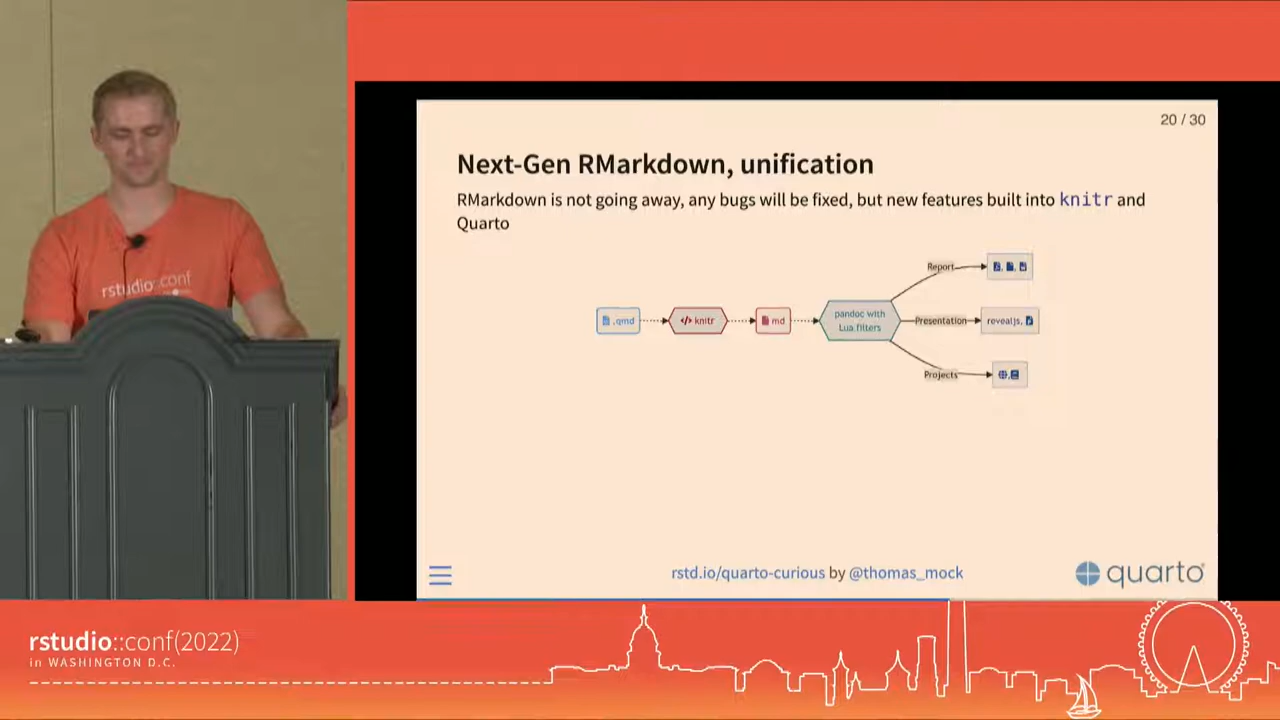 20 / 30
Next-Gen RMarkdown, unification
RMarkdown is not going away, any bugs will be fixed, but new features built into knitr and
Quarto
Report
.qmd
</> knitr
md
pandoc with
Lua filters
Presentation
revealjs,
Projects
rstudio::conf
rstd.io/quarto-curious by @thomas_mock
quarto
rstudio::conf(2022)
in WASHINGTON D.C.